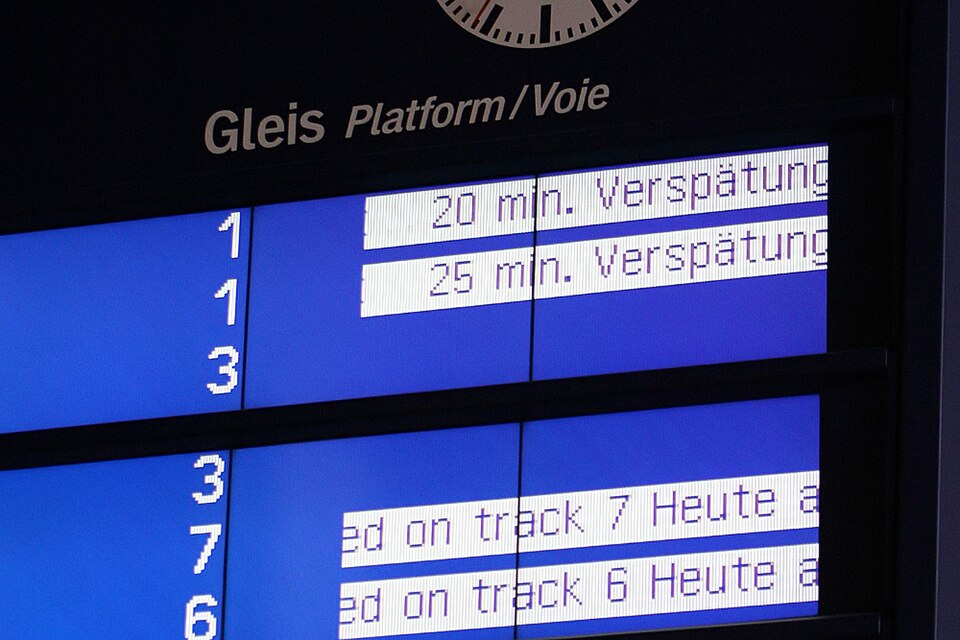 Gleis Platform/Voie
1 20 min. Verspätung
1 25 min. Verspätung
3
3
7 ed on track 7 Heute a
6 ed on track 6 Heute a